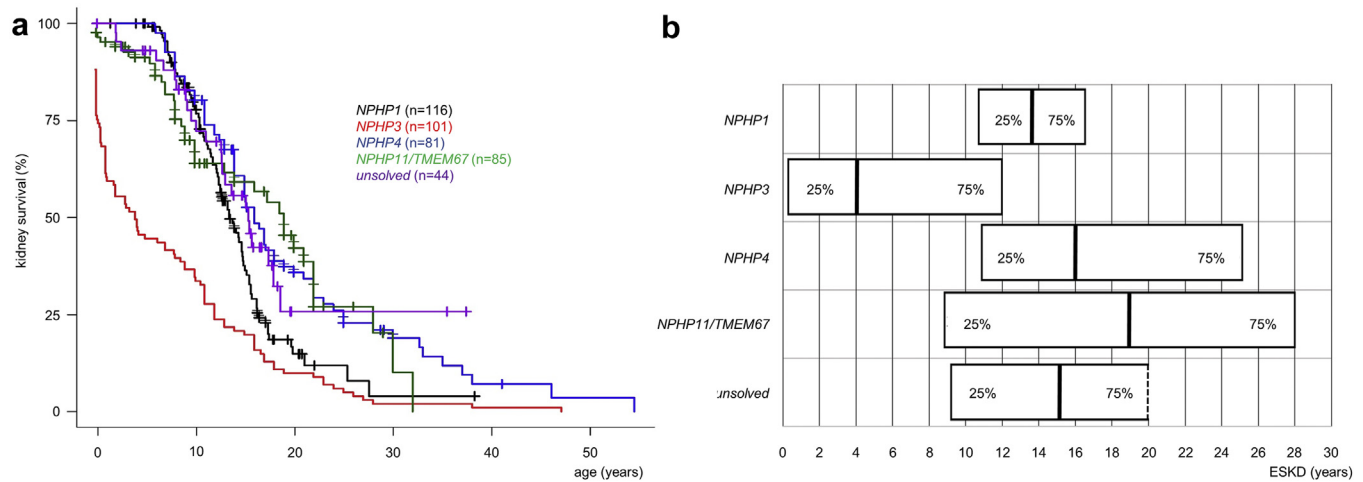 a
kidney survival (%)
100
75
50
25
0
NPHP1 (n=116)
NPHP3 (n=101)
NPHP4 (n=81)
NPHP11/TMEM67 (n=85)
unsolved (n=44)
0 10 20 30 40 50
age (years)
b
NPHP1 25% 75%
NPHP3 25% 75%
NPHP4 25% 75%
NPHP11/TMEM67 25% 75%
unsolved 25% 75%
0 2 4 6 8 10 12 14 16 18 20 22 24 26 28 30
ESKD (years)